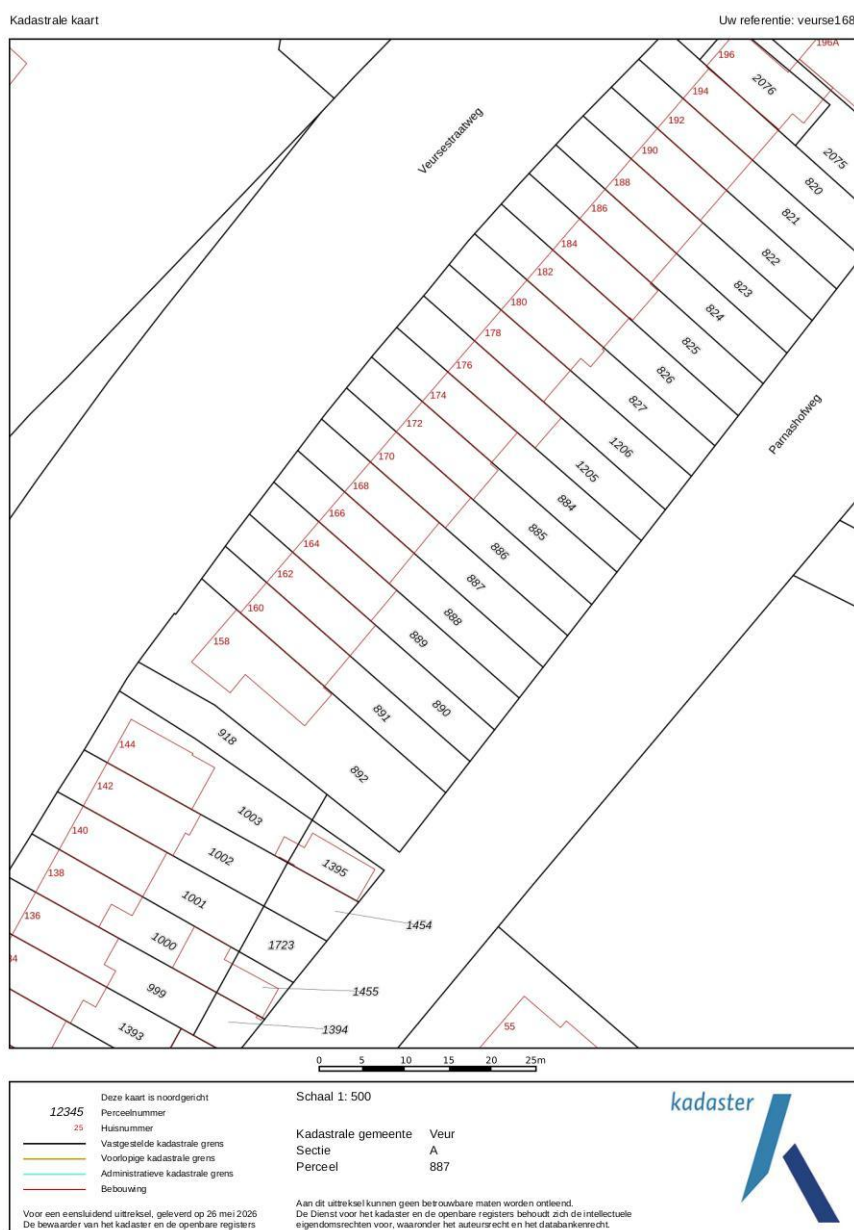 Kadastrale kaart
Uw referentie: veurse168
196
196A
2076
194
Veursestraatweg
192
2075
190
820
188
821
186
822
184
823
182
824
180
825
178
826
176
827
174
Parnashofweg
172
1206
170
1205
168
884
166
885
164
886
162
887
160
888
158
889
890
891
918
892
144
142
1003
140
1002
1395
138
1001
1454
136
1000
1723
34
999
1455
1393
1394
55
0 5 10 15 20 25m
Deze kaart is noordgericht
12345 Perceelnummer
25 Huisnummer
Vastgestelde kadastrale grens
Voorlopige kadastrale grens
Administratieve kadastrale grens
Bebouwing
Voor een eensluidend uittreksel, geleverd op 26 mei 2026
De bewaarder van het kadaster en de openbare registers
Schaal 1: 500
Kadastrale gemeente Veur
Sectie A
Perceel 887
Aan dit uittreksel kunnen geen betrouwbare maten worden ontleend.
De Dienst voor het kadaster en de openbare registers behoudt zich de intellectuele
eigendomsrechten voor, waaronder het auteursrecht en het databankenrecht.
kadaster